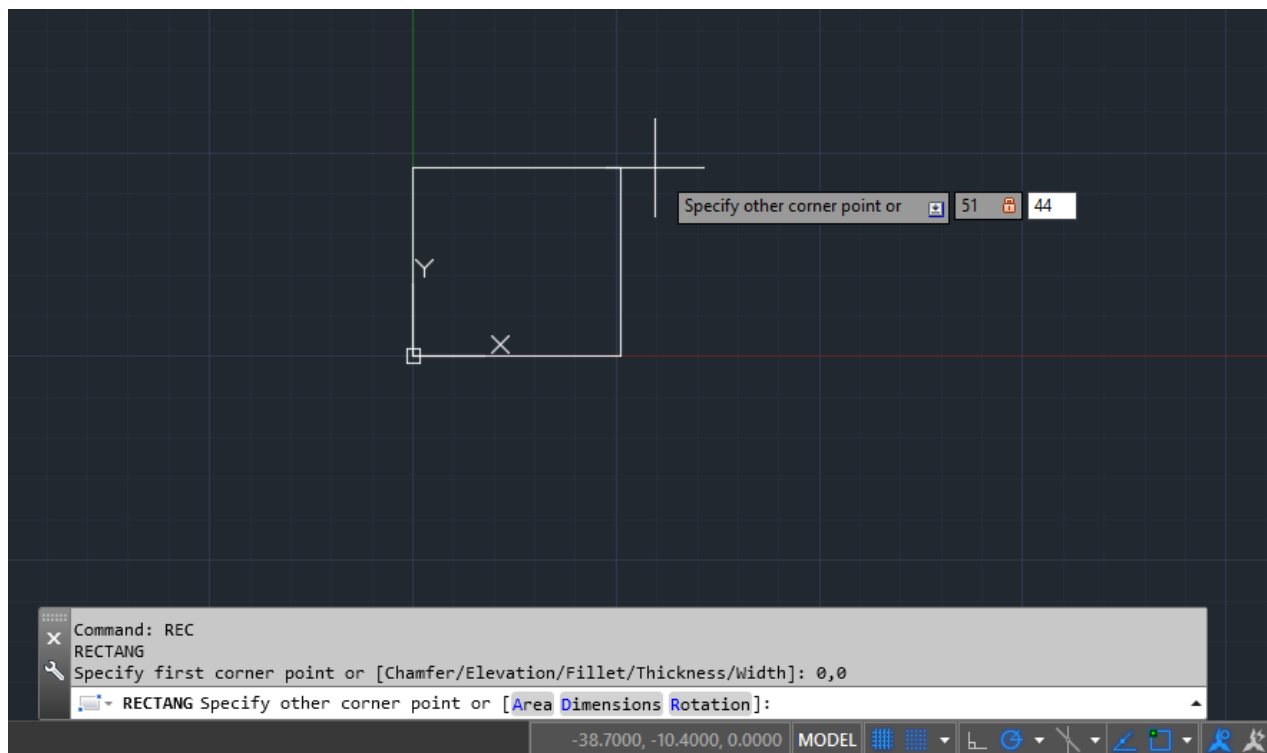 Y
X
Specify other corner point or 51 44
Command: REC
RECTANG
Specify first corner point or [Chamfer/Elevation/Fillet/Thickness/Width]: 0,0
RECTANG Specify other corner point or [Area Dimensions Rotation]:
-38.7000, -10.4000, 0.0000 MODEL